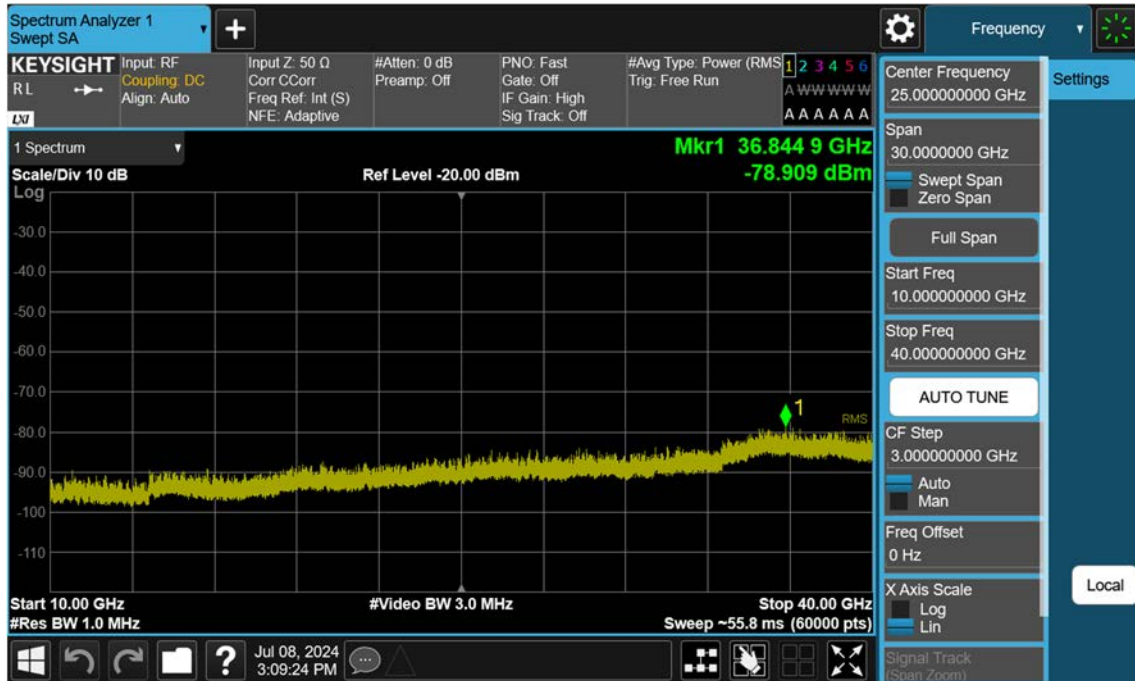 Spectrum Analyzer 1
Swept SA
Frequency
KEYSIGHT
RL
LXI
Input: RF
Coupling: DC
Align: Auto
Input Z: 50 Ω
Corr CCorr
Freq Ref: Int (S)
NFE: Adaptive
#Atten: 0 dB
Preamp: Off
PNO: Fast
Gate: Off
IF Gain: High
Sig Track: Off
#Avg Type: Power (RMS
Trig: Free Run
1 2 3 4 5 6
A W W W W W
A A A A A A
1 Spectrum
Scale/Div 10 dB
Ref Level -20.00 dBm
Mkr1 36.844 9 GHz
-78.909 dBm
Log
-30.0
-40.0
-50.0
-60.0
-70.0
-80.0
-90.0
-100
-110
1
RMS
Start 10.00 GHz
#Res BW 1.0 MHz
#Video BW 3.0 MHz
Stop 40.00 GHz
Sweep ~55.8 ms (60000 pts)
Center Frequency
25.000000000 GHz
Span
30.0000000 GHz
Swept Span
Zero Span
Full Span
Start Freq
10.000000000 GHz
Stop Freq
40.000000000 GHz
AUTO TUNE
CF Step
3.000000000 GHz
Auto
Man
Freq Offset
0 Hz
X Axis Scale
Log
Lin
Signal Track
(Span Zoom)
Settings
Local
?
Jul 08, 2024
3:09:24 PM